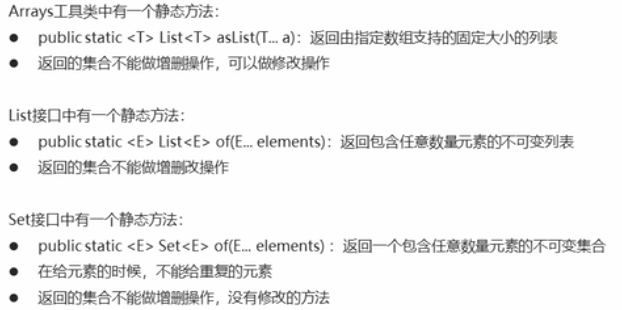 Arrays工具类中有一个静态方法：
● public static <T> List<T> asList(T... a)：返回由指定数组支持的固定大小的列表
● 返回的集合不能做增删操作，可以做修改操作
List接口中有一个静态方法：
● public static <E> List<E> of(E... elements)：返回包含任意数量元素的不可变列表
● 返回的集合不能做增删改操作
Set接口中有一个静态方法：
● public static <E> Set<E> of(E... elements) ：返回一个包含任意数量元素的不可变集合
● 在给元素的时候，不能给重复的元素
● 返回的集合不能做增删操作，没有修改的方法